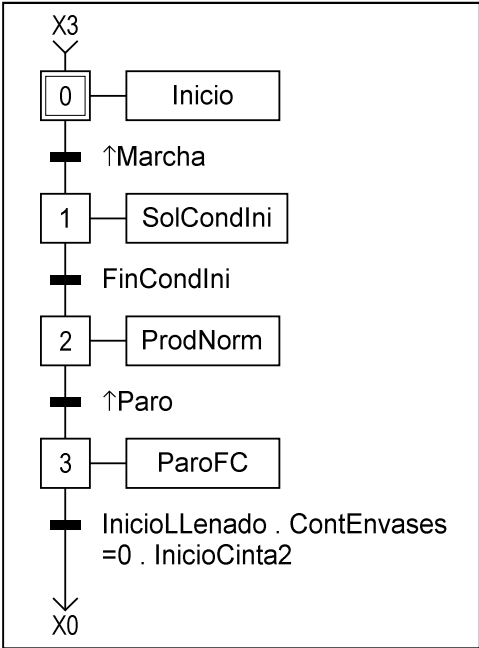 X3
0 Inicio
↑Marcha
1 SolCondIni
FinCondIni
2 ProdNorm
↑Paro
3 ParoFC
InicioLLenado . ContEnvases
=0 . InicioCinta2
X0